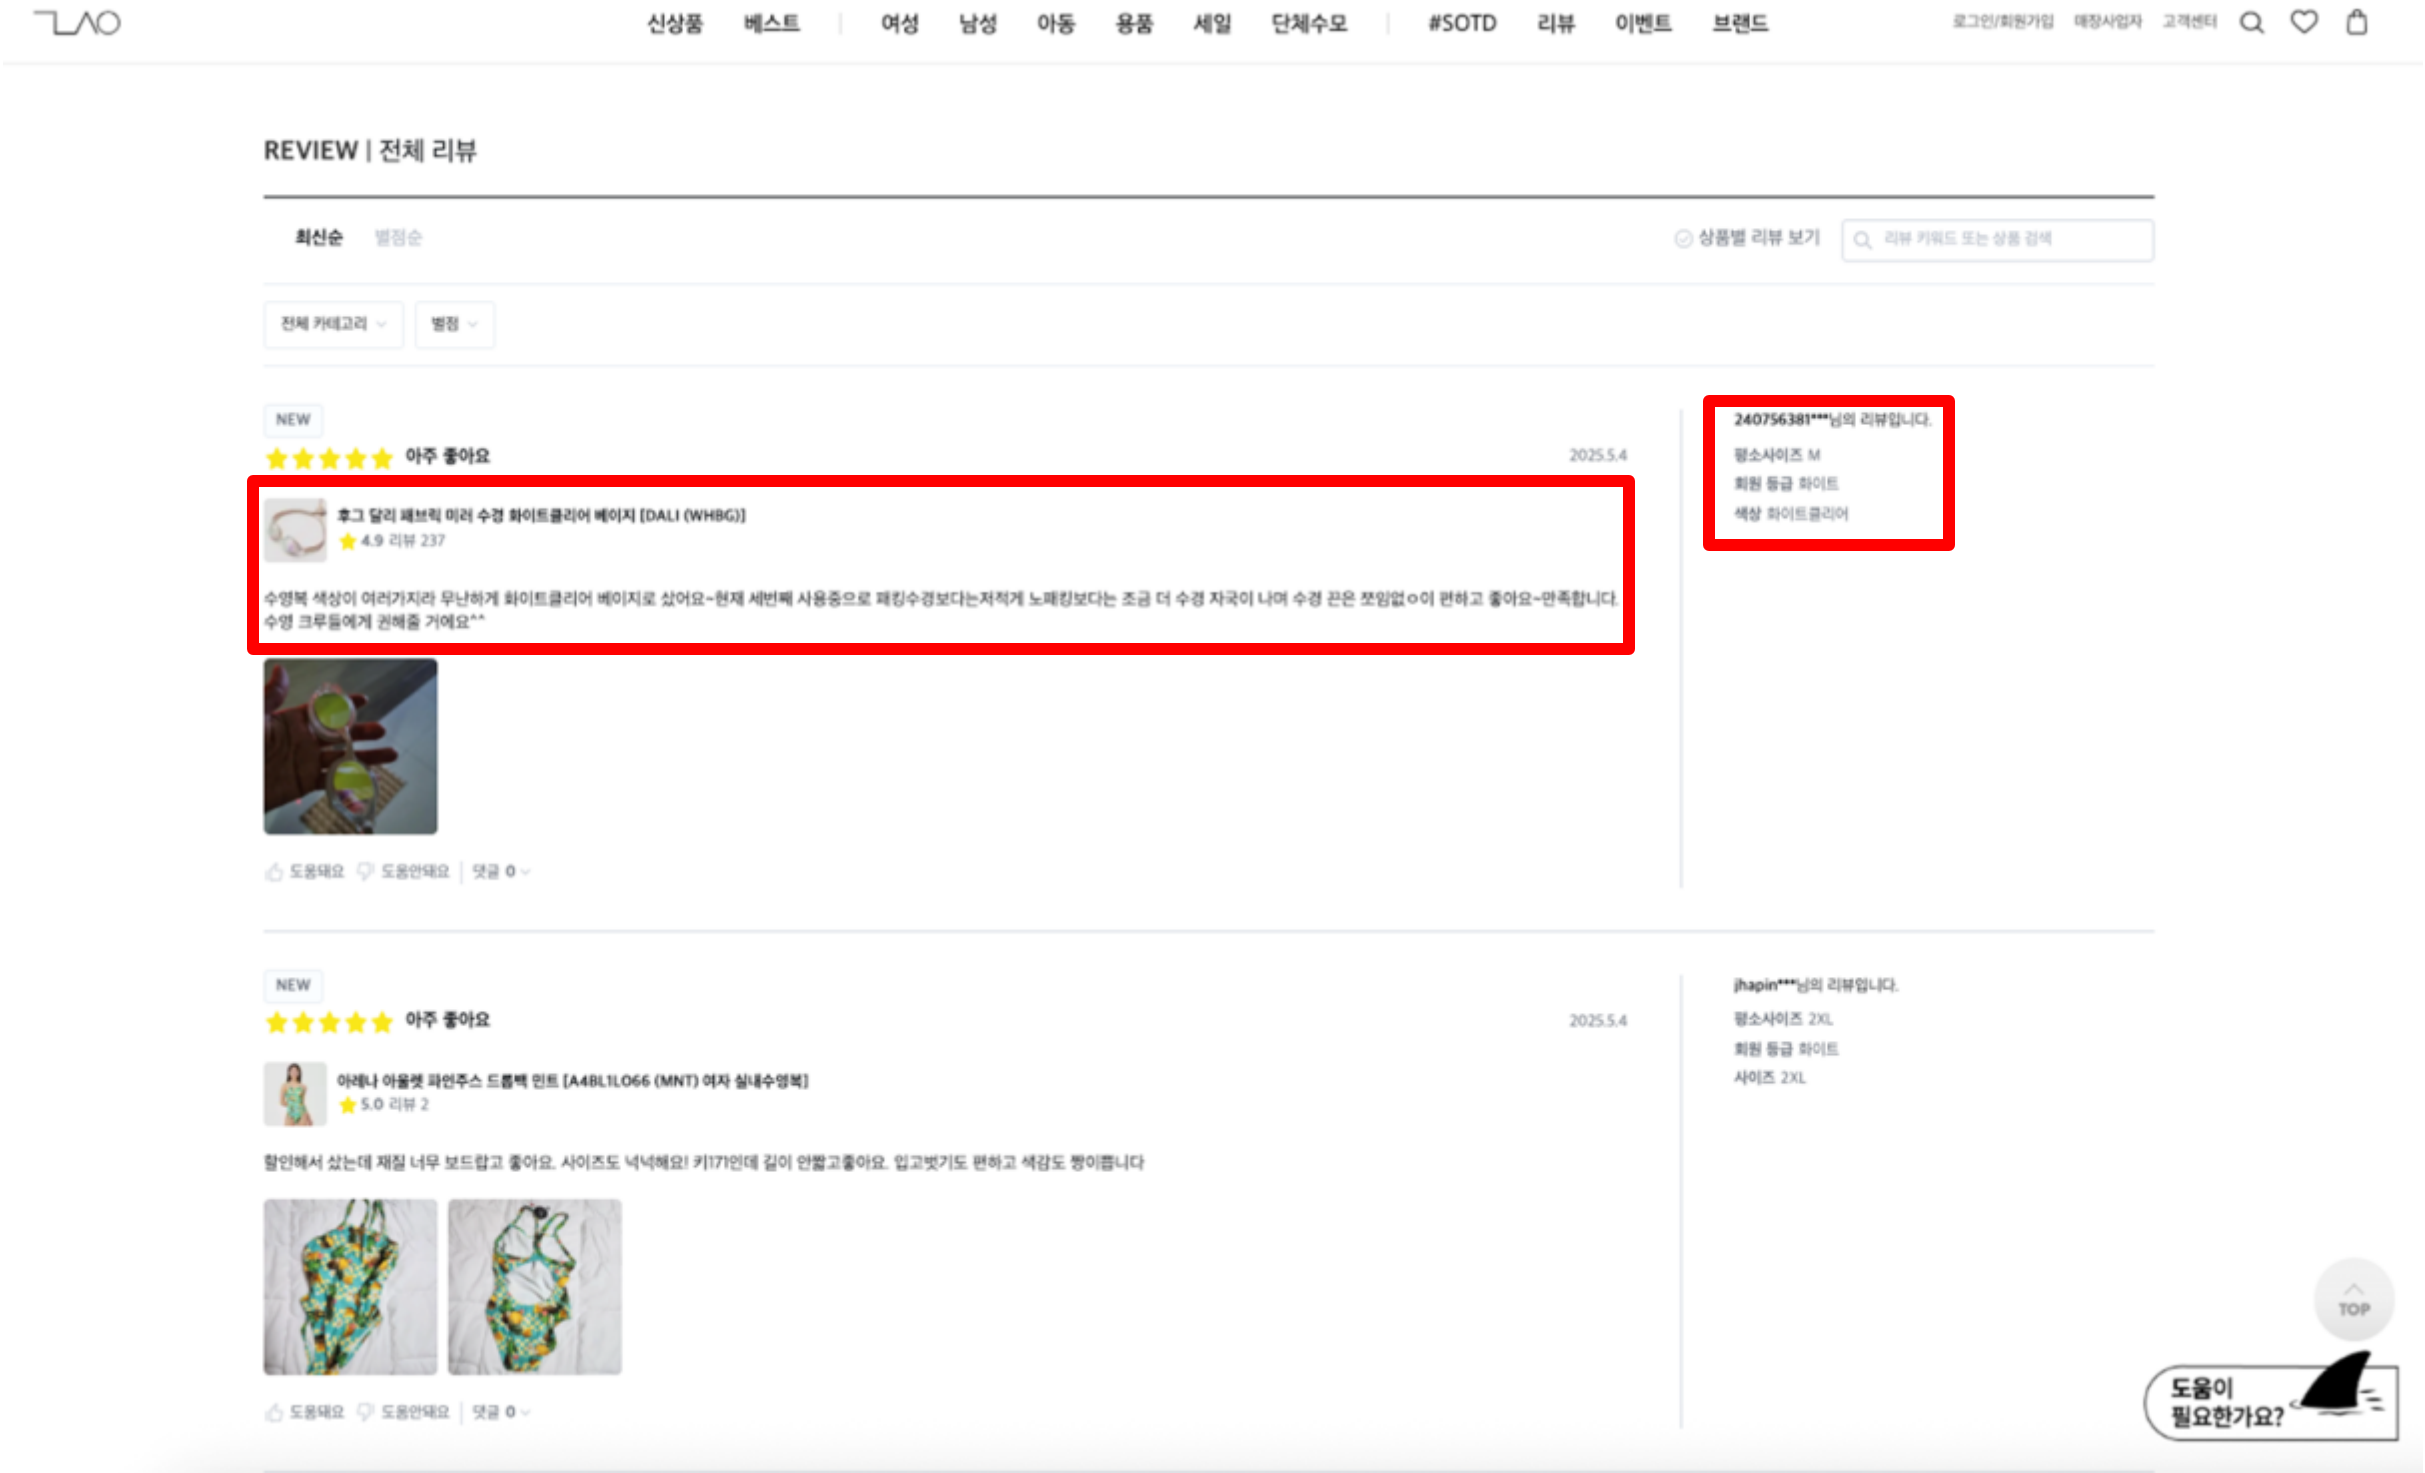 신상품 베스트 여성 남성 아동 용품 세일 단체수모 #SOTD 리뷰 이벤트 브랜드 로그인/회원가입 매장사업자 고객센터
REVIEW | 전체 리뷰
최신순 별점순 상품별 리뷰 보기 리뷰 키워드 또는 상품 검색
전체 카테고리 별점
NEW
아주 좋아요 2025.5.4
후그 달리 패브릭 미러 수경 화이트클리어 베이지 [DALI (WHBG)]
4.9 리뷰 237
수영복 색상이 여러가지라 무난하게 화이트클리어 베이지로 샀어요~현재 세번째 사용중으로 패킹수경보다는저적게 노패킹보다는 조금 더 수경 자국이 나며 수경 끈은 쪼임없ㅇ이 편하고 좋아요~만족합니다.
수영 크루들에게 권해줄 거에요^^
도움돼요 도움안돼요 | 댓글 0
240756381***님의 리뷰입니다.
평소사이즈 M
회원 등급 화이트
색상 화이트클리어
NEW
아주 좋아요 2025.5.4
아레나 아울렛 파인주스 드롭백 민트 [A4BL1LO66 (MNT) 여자 실내수영복]
5.0 리뷰 2
할인해서 샀는데 재질 너무 보드랍고 좋아요. 사이즈도 넉넉해요! 키171인데 길이 안짧고좋아요. 입고벗기도 편하고 색감도 짱이쁩니다
도움돼요 도움안돼요 | 댓글 0
jhapin***님의 리뷰입니다.
평소사이즈 2XL
회원 등급 화이트
사이즈 2XL
TOP
도움이
필요한가요?